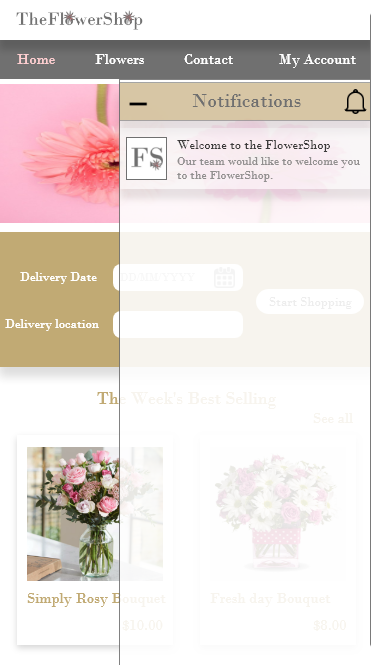 TheFlowerShop
Home Flowers Contact My Account
Notifications
FS
Welcome to the FlowerShop
Our team would like to welcome you
to the FlowerShop.
Delivery Date
DD/MM/YYYY
Start Shopping
Delivery location
The Week's Best Selling
See all
Simply Rosy Bouquet
$10.00
Fresh day Bouquet
$8.00